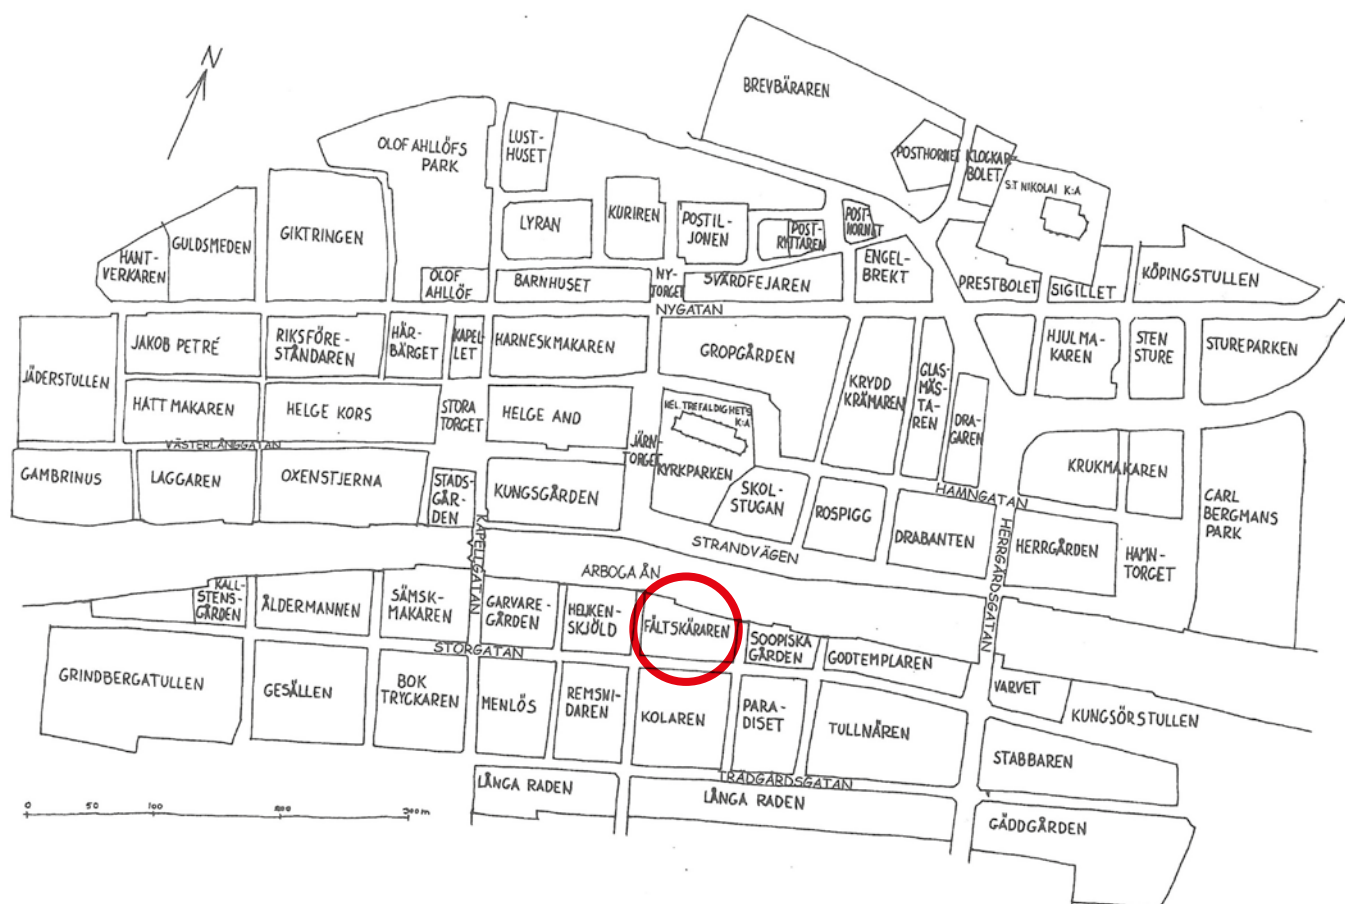 N
BREVBÄRAREN
OLOF AHLLÖFS
PARK
LUST-
HUSET
POSTHORNET
KLOCKAR-
BOLET
S:T NIKOLAI K:A
HANT-
VERKAREN
GULDSMEDEN
GIKTRINGEN
OLOF
AHLLÖF
LYRAN
KURIREN
POSTIL-
JONEN
POST-
RYTTAREN
POST-
HORNET
BARNHUSET
NY-
TORGET
SVÄRDFEJAREN
ENGEL-
BREKT
PRESTBOLET
SIGILLET
KÖPINGSTULLEN
NYGATAN
JÄDERSTULLEN
JAKOB PETRÉ
RIKSFÖRE-
STÅNDAREN
HÄR-
BÄRGET
KAPEL-
LET
HARNESKMAKAREN
GROPGÅRDEN
KRYDD
KRÄMAREN
GLAS-
MÄS-
TA-
REN
DRA-
GAREN
HJULMA-
KAREN
STEN
STURE
STUREPARKEN
HATTMAKAREN
HELGE KORS
STORA
TORGET
HELGE AND
HEL. TREFALDIGHETS
K:A
VÄSTERLÅNGGATAN
JÄRN-
TORGET
KYRKPARKEN
GAMBRINUS
LAGGAREN
OXENSTJERNA
STADS-
GÅR-
DEN
KUNGSGÅRDEN
SKOL-
STUGAN
ROSPIGG
DRABANTEN
HAMNGATAN
HERRGÅRDEN
KRUKMAKAREN
HAMN-
TORGET
CARL
BERGMANS
PARK
KAPELLGATAN
STRANDVÄGEN
HERRGÅRDSGATAN
ARBOGA ÅN
KALL-
STENS-
GÅRDEN
ÅLDERMANNEN
SÄMSK-
MAKAREN
GARVARE-
GÅRDEN
HELIKEN-
SKJÖLD
FÄLTSKÄRAREN
SOOPISKA
GÅRDEN
GODTEMPLAREN
STORGATAN
GRINDBERGATULLEN
GESÄLLEN
BOK
TRYCKAREN
MENLÖS
REMSNI-
DAREN
KOLAREN
PARA-
DISET
TULLNÄREN
VARVET
KUNGSÖRSTULLEN
STABBAREN
TRÄDGÅRDSGATAN
LÅNGA RADEN
LÅNGA RADEN
GÄDDGÅRDEN
0 50 100 200 300 m